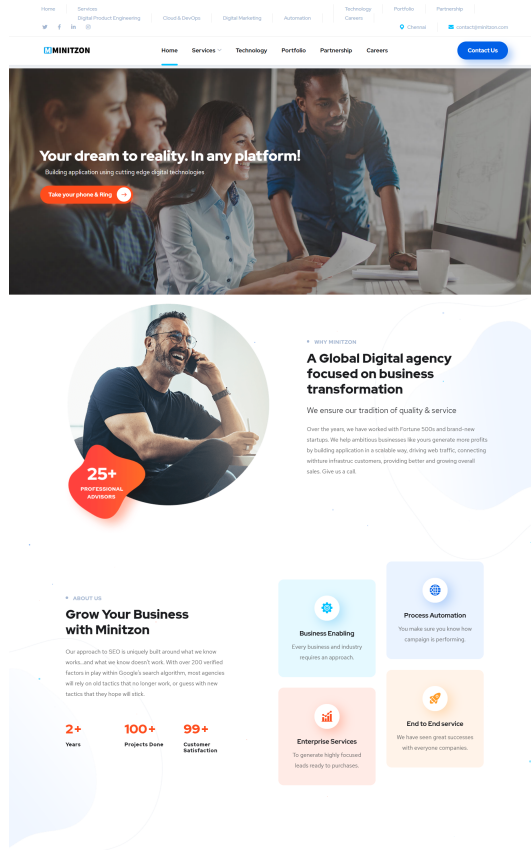 Home Services Technology Portfolio Partnership
Digital Product Engineering Cloud & DevOps Digital Marketing Automation Careers
Chennai contact@minitzon.com
MINITZON Home Services Technology Portfolio Partnership Careers Contact Us
Your dream to reality. In any platform!
Building application using cutting edge digital technologies
Take your phone & Ring
WHY MINITZON
A Global Digital agency
focused on business
transformation
We ensure our tradition of quality & service
Over the years, we have worked with Fortune 500s and brand-new
startups. We help ambitious businesses like yours generate more profits
by building application in a scalable way, driving web traffic, connecting
withture infrastruc customers, providing better and growing overall
sales. Give us a call.
25+
PROFESSIONAL
ADVISORS
ABOUT US
Grow Your Business
with Minitzon
Our approach to SEO is uniquely built around what we know
works...and what we know doesn't work. With over 200 verified
factors in play within Google's search algorithm, most agencies
will rely on old tactics that no longer work, or guess with new
tactics that they hope will stick.
2+ 100+ 99+
Years Projects Done Customer
Satisfaction
Business Enabling
Every business and industry
requires an approach.
Process Automation
You make sure you know how
campaign is performing.
Enterprise Services
To generate highly focused
leads ready to purchases.
End to End service
We have seen great successes
with everyone companies.